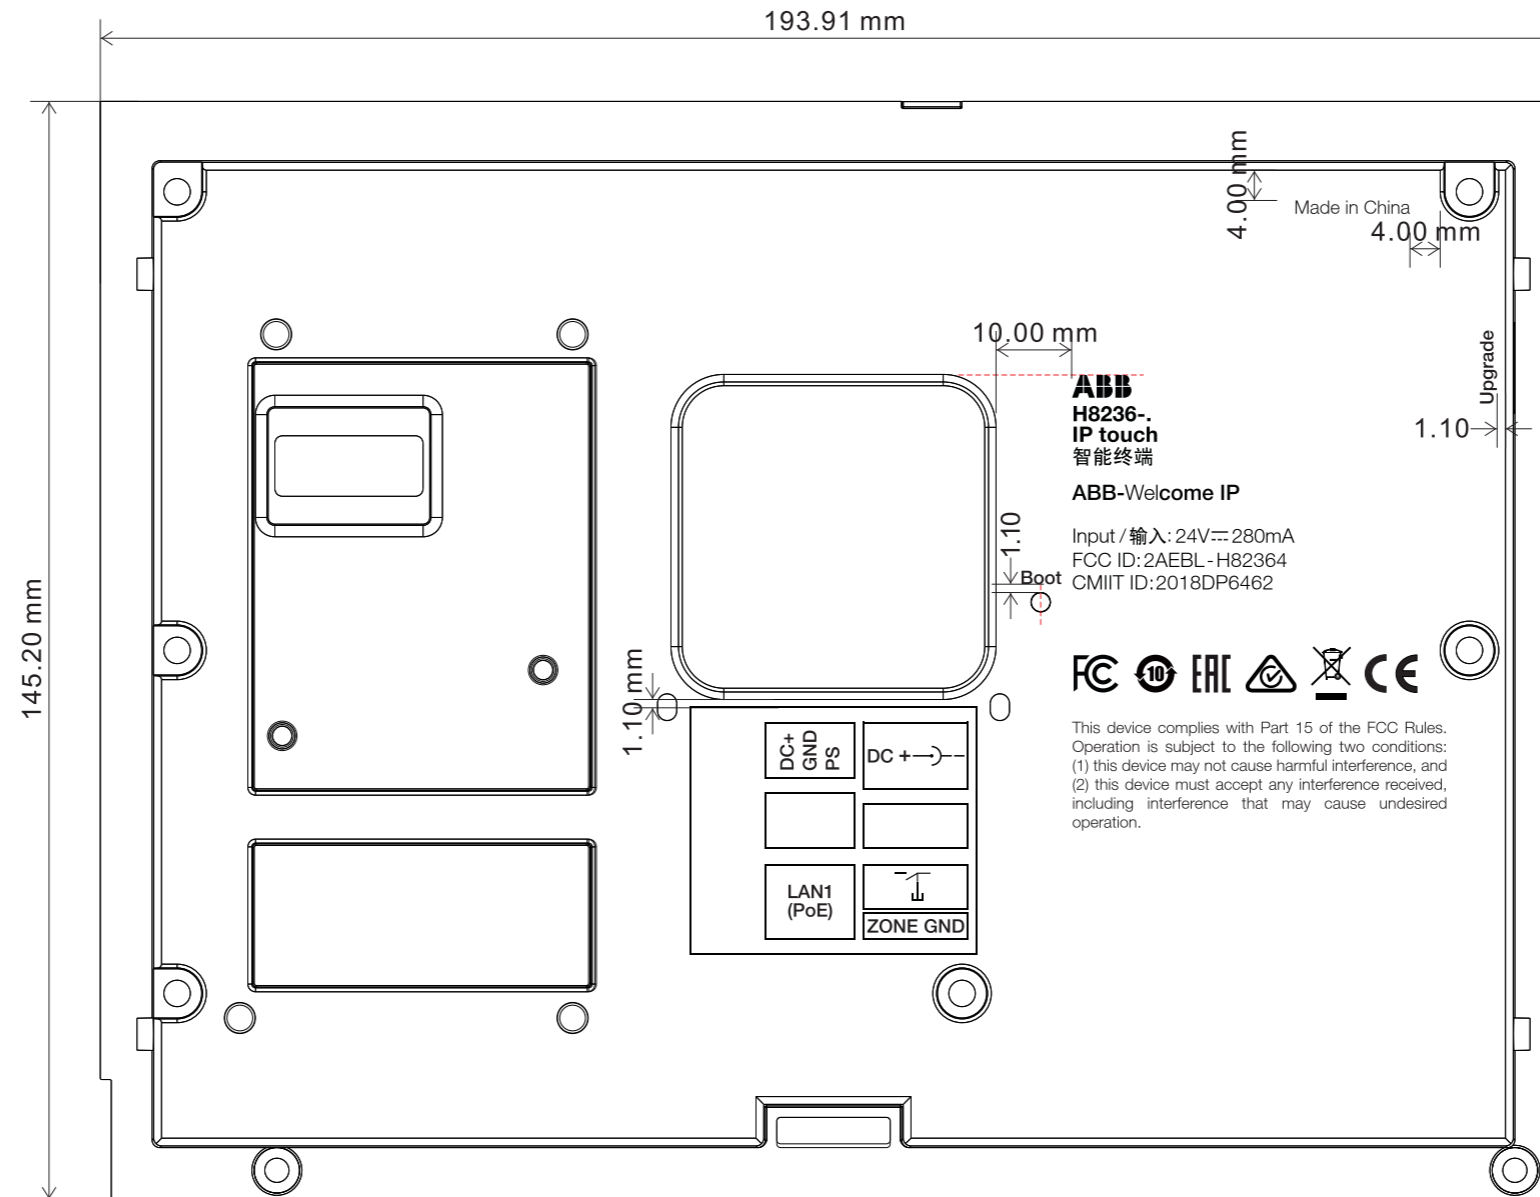 193.91 mm
145.20 mm
4.00 mm
Made in China
4.00 mm
10.00 mm
Upgrade
1.10
ABB
H8236-.
IP touch
智能终端
ABB-Welcome IP
Input / 输入: 24V⎓280mA
FCC ID: 2AEBL-H82364
CMIIT ID: 2018DP6462
1.10
Boot
1.10 mm
FC 10 EAC CE
This device complies with Part 15 of the FCC Rules.
Operation is subject to the following two conditions:
(1) this device may not cause harmful interference, and
(2) this device must accept any interference received,
including interference that may cause undesired
operation.
DC+
GND
PS
DC +
LAN1
(PoE)
ZONE GND